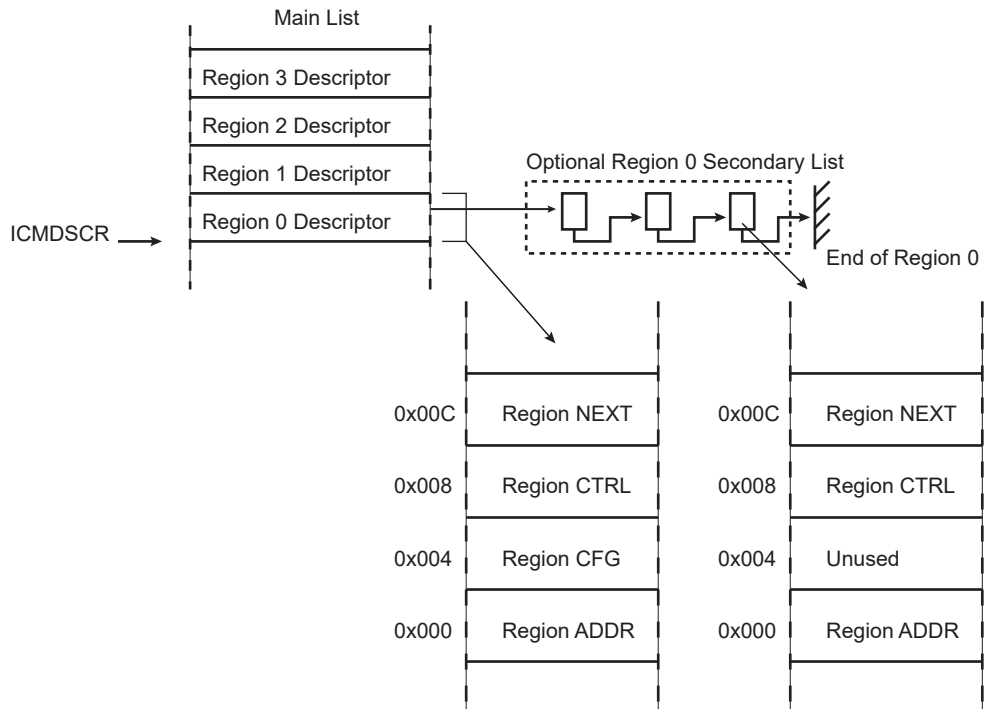 Main List
Region 3 Descriptor
Region 2 Descriptor
Region 1 Descriptor
Region 0 Descriptor
ICMDSCR
Optional Region 0 Secondary List
End of Region 0
0x00C Region NEXT
0x008 Region CTRL
0x004 Region CFG
0x000 Region ADDR
0x00C Region NEXT
0x008 Region CTRL
0x004 Unused
0x000 Region ADDR